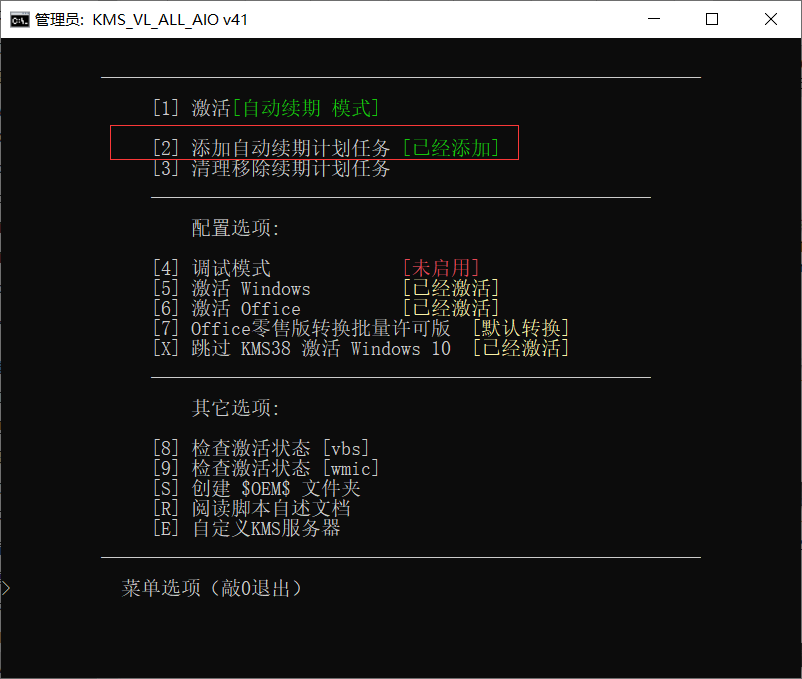 管理员: KMS_VL_ALL_AIO v41
[1] 激活[自动续期 模式]
[2] 添加自动续期计划任务 [已经添加]
[3] 清理移除续期计划任务
配置选项:
[4] 调试模式 [未启用]
[5] 激活 Windows [已经激活]
[6] 激活 Office [已经激活]
[7] Office零售版转换批量许可版 [默认转换]
[X] 跳过 KMS38 激活 Windows 10 [已经激活]
其它选项:
[8] 检查激活状态 [vbs]
[9] 检查激活状态 [wmic]
[S] 创建 $OEM$ 文件夹
[R] 阅读脚本自述文档
[E] 自定义KMS服务器
菜单选项（敲0退出）